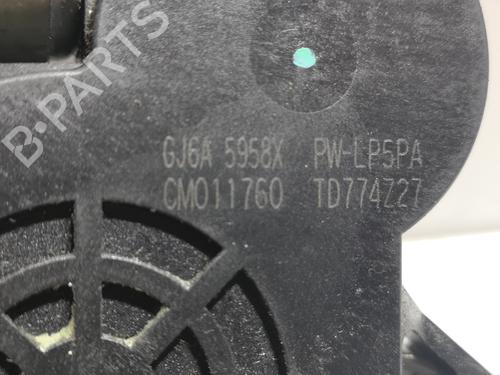 GJ6A 5958X PW-LP5PA
CM011760 TD774Z27
B-PARTS